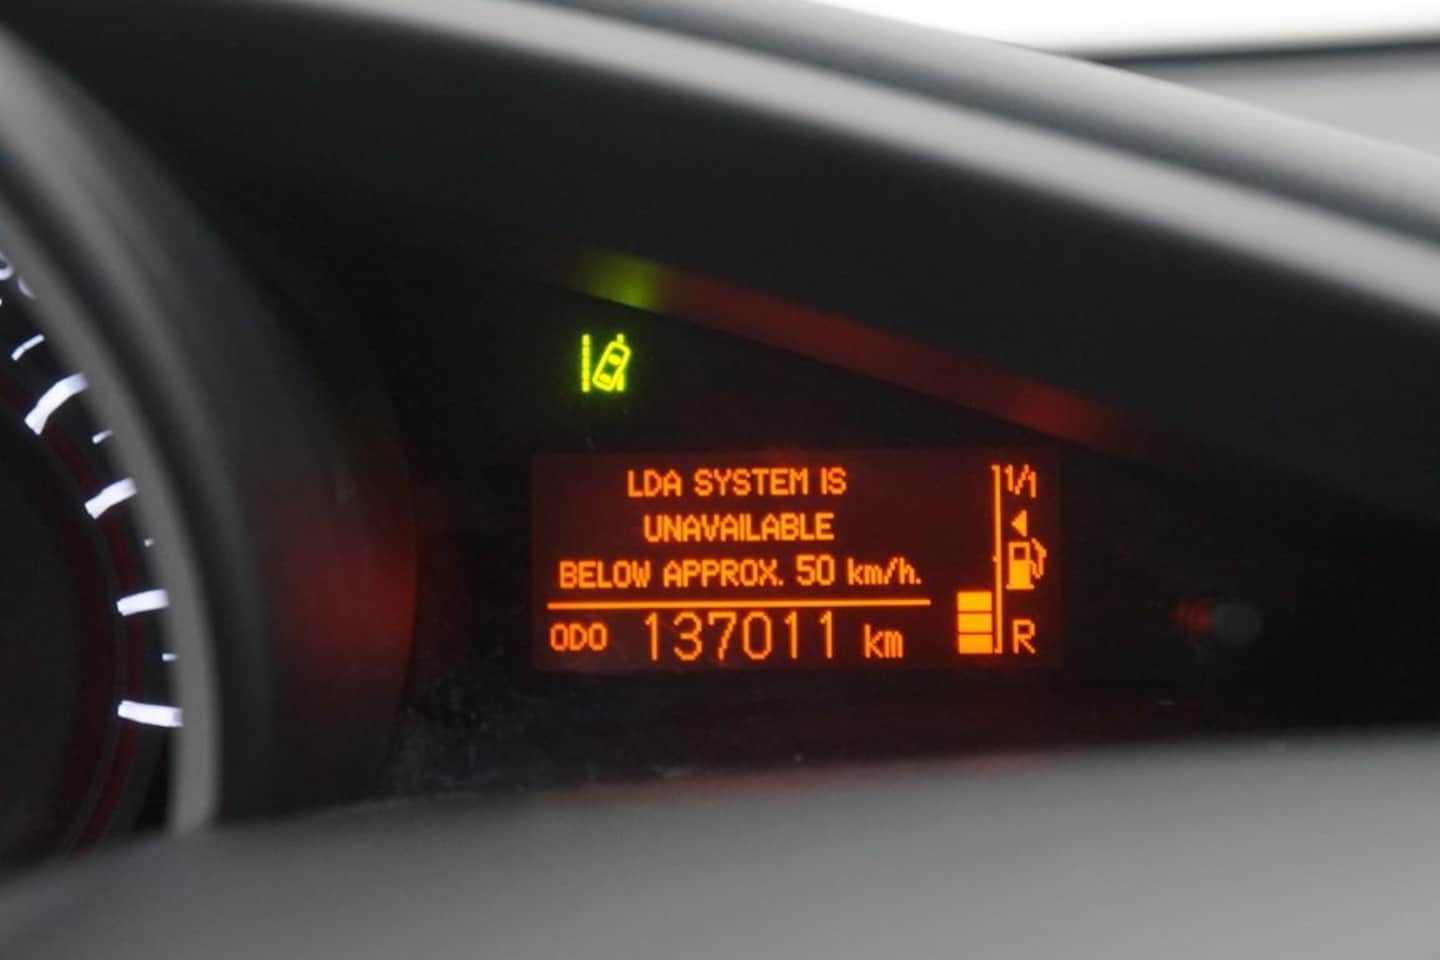 LDA SYSTEM IS
UNAVAILABLE
BELOW APPROX. 50 km/h.
ODO 137011 km
1/1
R